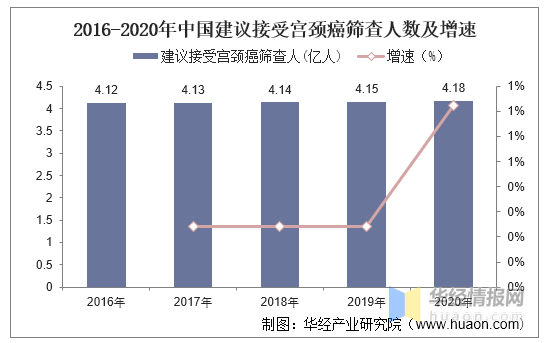 2016-2020年中国建议接受宫颈癌筛查人数及增速
建议接受宫颈癌筛查人(亿人) 增速（%）
4.5 4.12 4.13 4.14 4.15 4.18 1%
4 1%
3.5 1%
3 1%
2.5 0%
2 0%
1.5 0%
1 0%
0.5 0%
0 0%
2016年 2017年 2018年 2019年 2020年
华经情报网
huaon.com
制图：华经产业研究院（www.huaon.com）